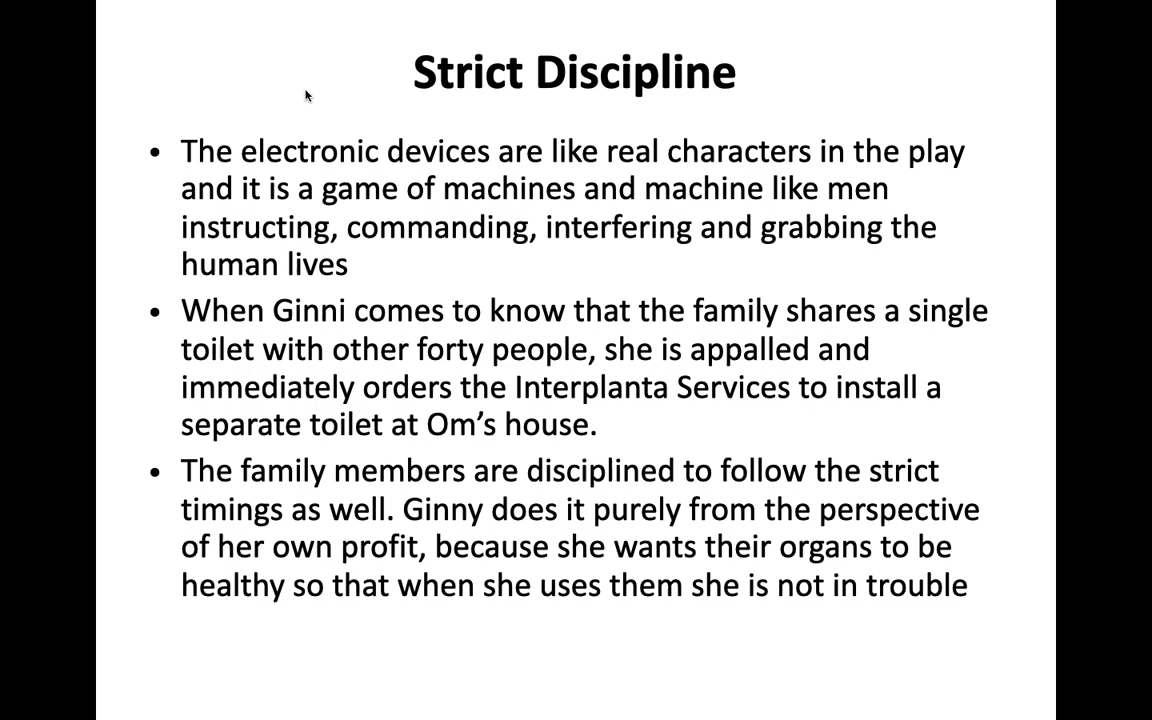 Strict Discipline
• The electronic devices are like real characters in the play
and it is a game of machines and machine like men
instructing, commanding, interfering and grabbing the
human lives
• When Ginni comes to know that the family shares a single
toilet with other forty people, she is appalled and
immediately orders the Interplanta Services to install a
separate toilet at Om’s house.
• The family members are disciplined to follow the strict
timings as well. Ginny does it purely from the perspective
of her own profit, because she wants their organs to be
healthy so that when she uses them she is not in trouble